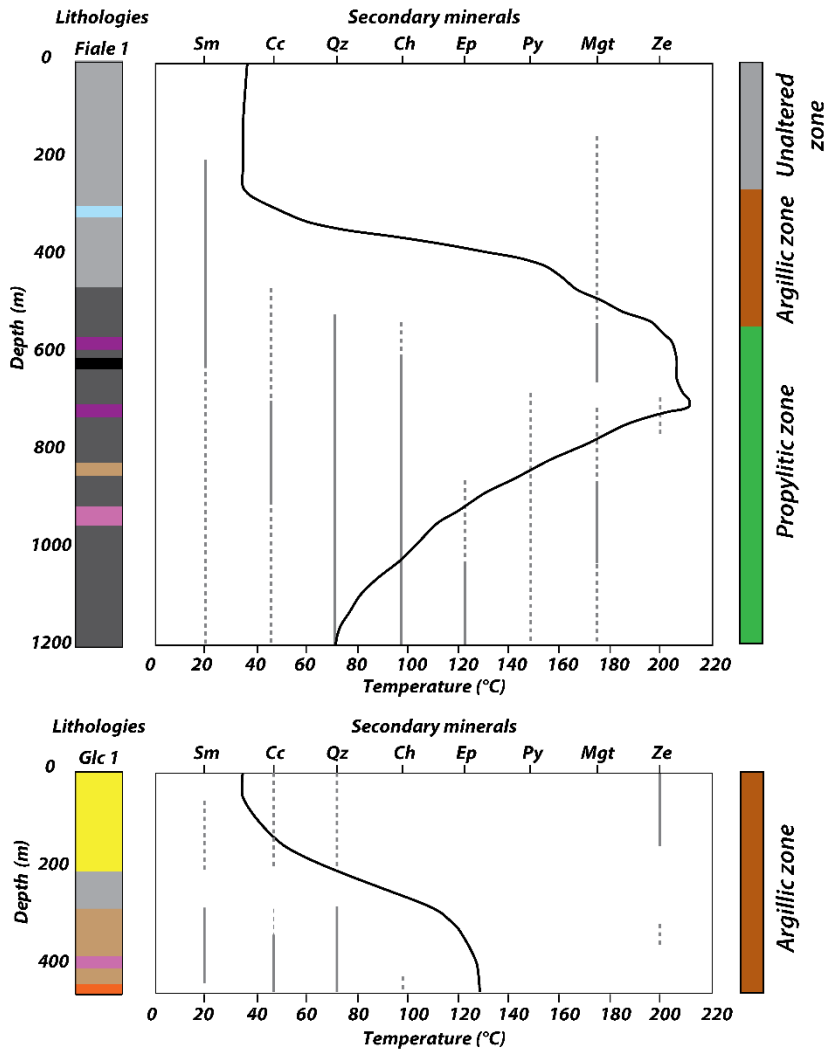 Lithologies
Secondary minerals
Fiale 1
Sm Cc Qz Ch Ep Py Mgt Ze
0
200
400
600
800
1000
1200
Depth (m)
0 20 40 60 80 100 120 140 160 180 200 220
Temperature (°C)
Unaltered
zone
Argillic zone
Propylitic zone
Lithologies
Secondary minerals
Glc 1
Sm Cc Qz Ch Ep Py Mgt Ze
0
200
400
Depth (m)
0 20 40 60 80 100 120 140 160 180 200 220
Temperature (°C)
Argillic zone